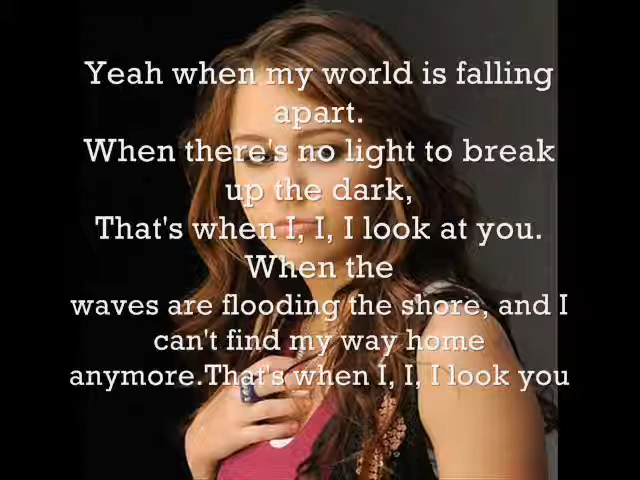 Yeah when my world is falling
apart.
When there's no light to break
up the dark,
That's when I, I, I look at you.
When the
waves are flooding the shore, and I
can't find my way home
anymore.That's when I, I, I look you